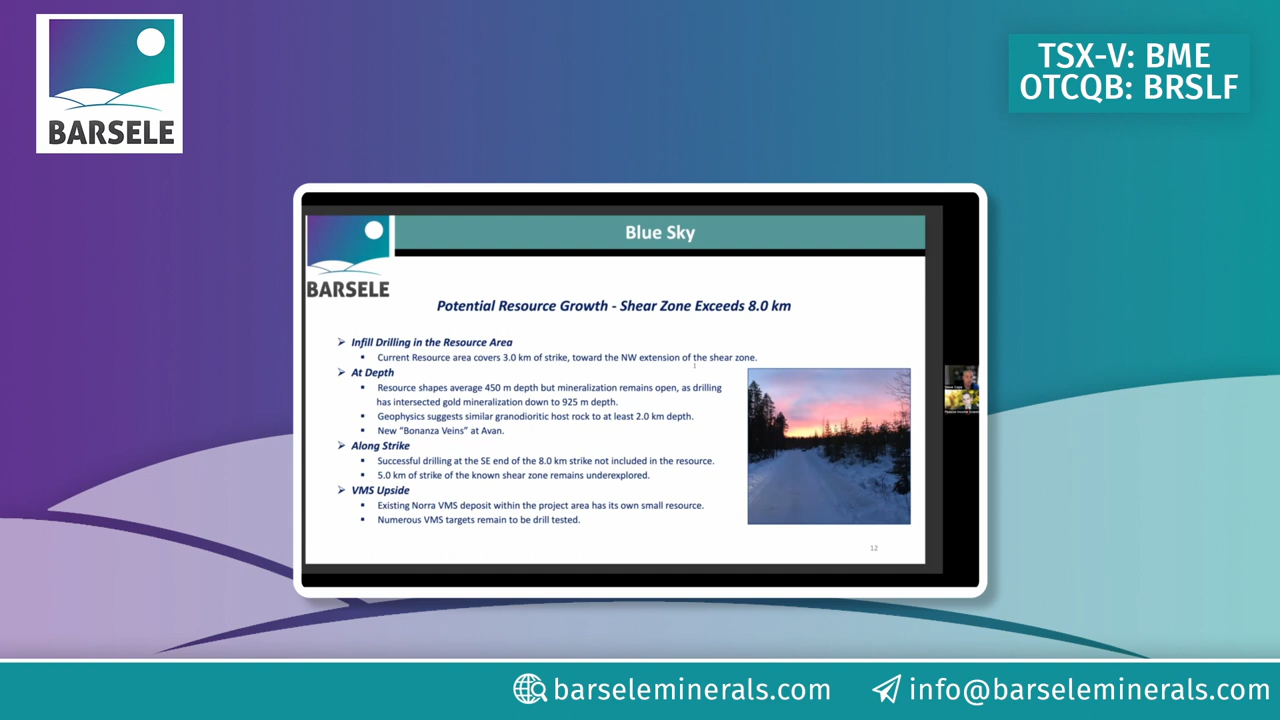 BARSELE
TSX-V: BME
OTCQB: BRSLF
Blue Sky
BARSELE
Potential Resource Growth - Shear Zone Exceeds 8.0 km
➢ Infill Drilling in the Resource Area
▪ Current Resource area covers 3.0 km of strike, toward the NW extension of the shear zone.
➢ At Depth
▪ Resource shapes average 450 m depth but mineralization remains open, as drilling
has intersected gold mineralization down to 925 m depth.
▪ Geophysics suggests similar granodioritic host rock to at least 2.0 km depth.
▪ New “Bonanza Veins” at Avan.
➢ Along Strike
▪ Successful drilling at the SE end of the 8.0 km strike not included in the resource.
▪ 5.0 km of strike of the known shear zone remains underexplored.
➢ VMS Upside
▪ Existing Norra VMS deposit within the project area has its own small resource.
▪ Numerous VMS targets remain to be drill tested.
12
barseleminerals.com
info@barseleminerals.com